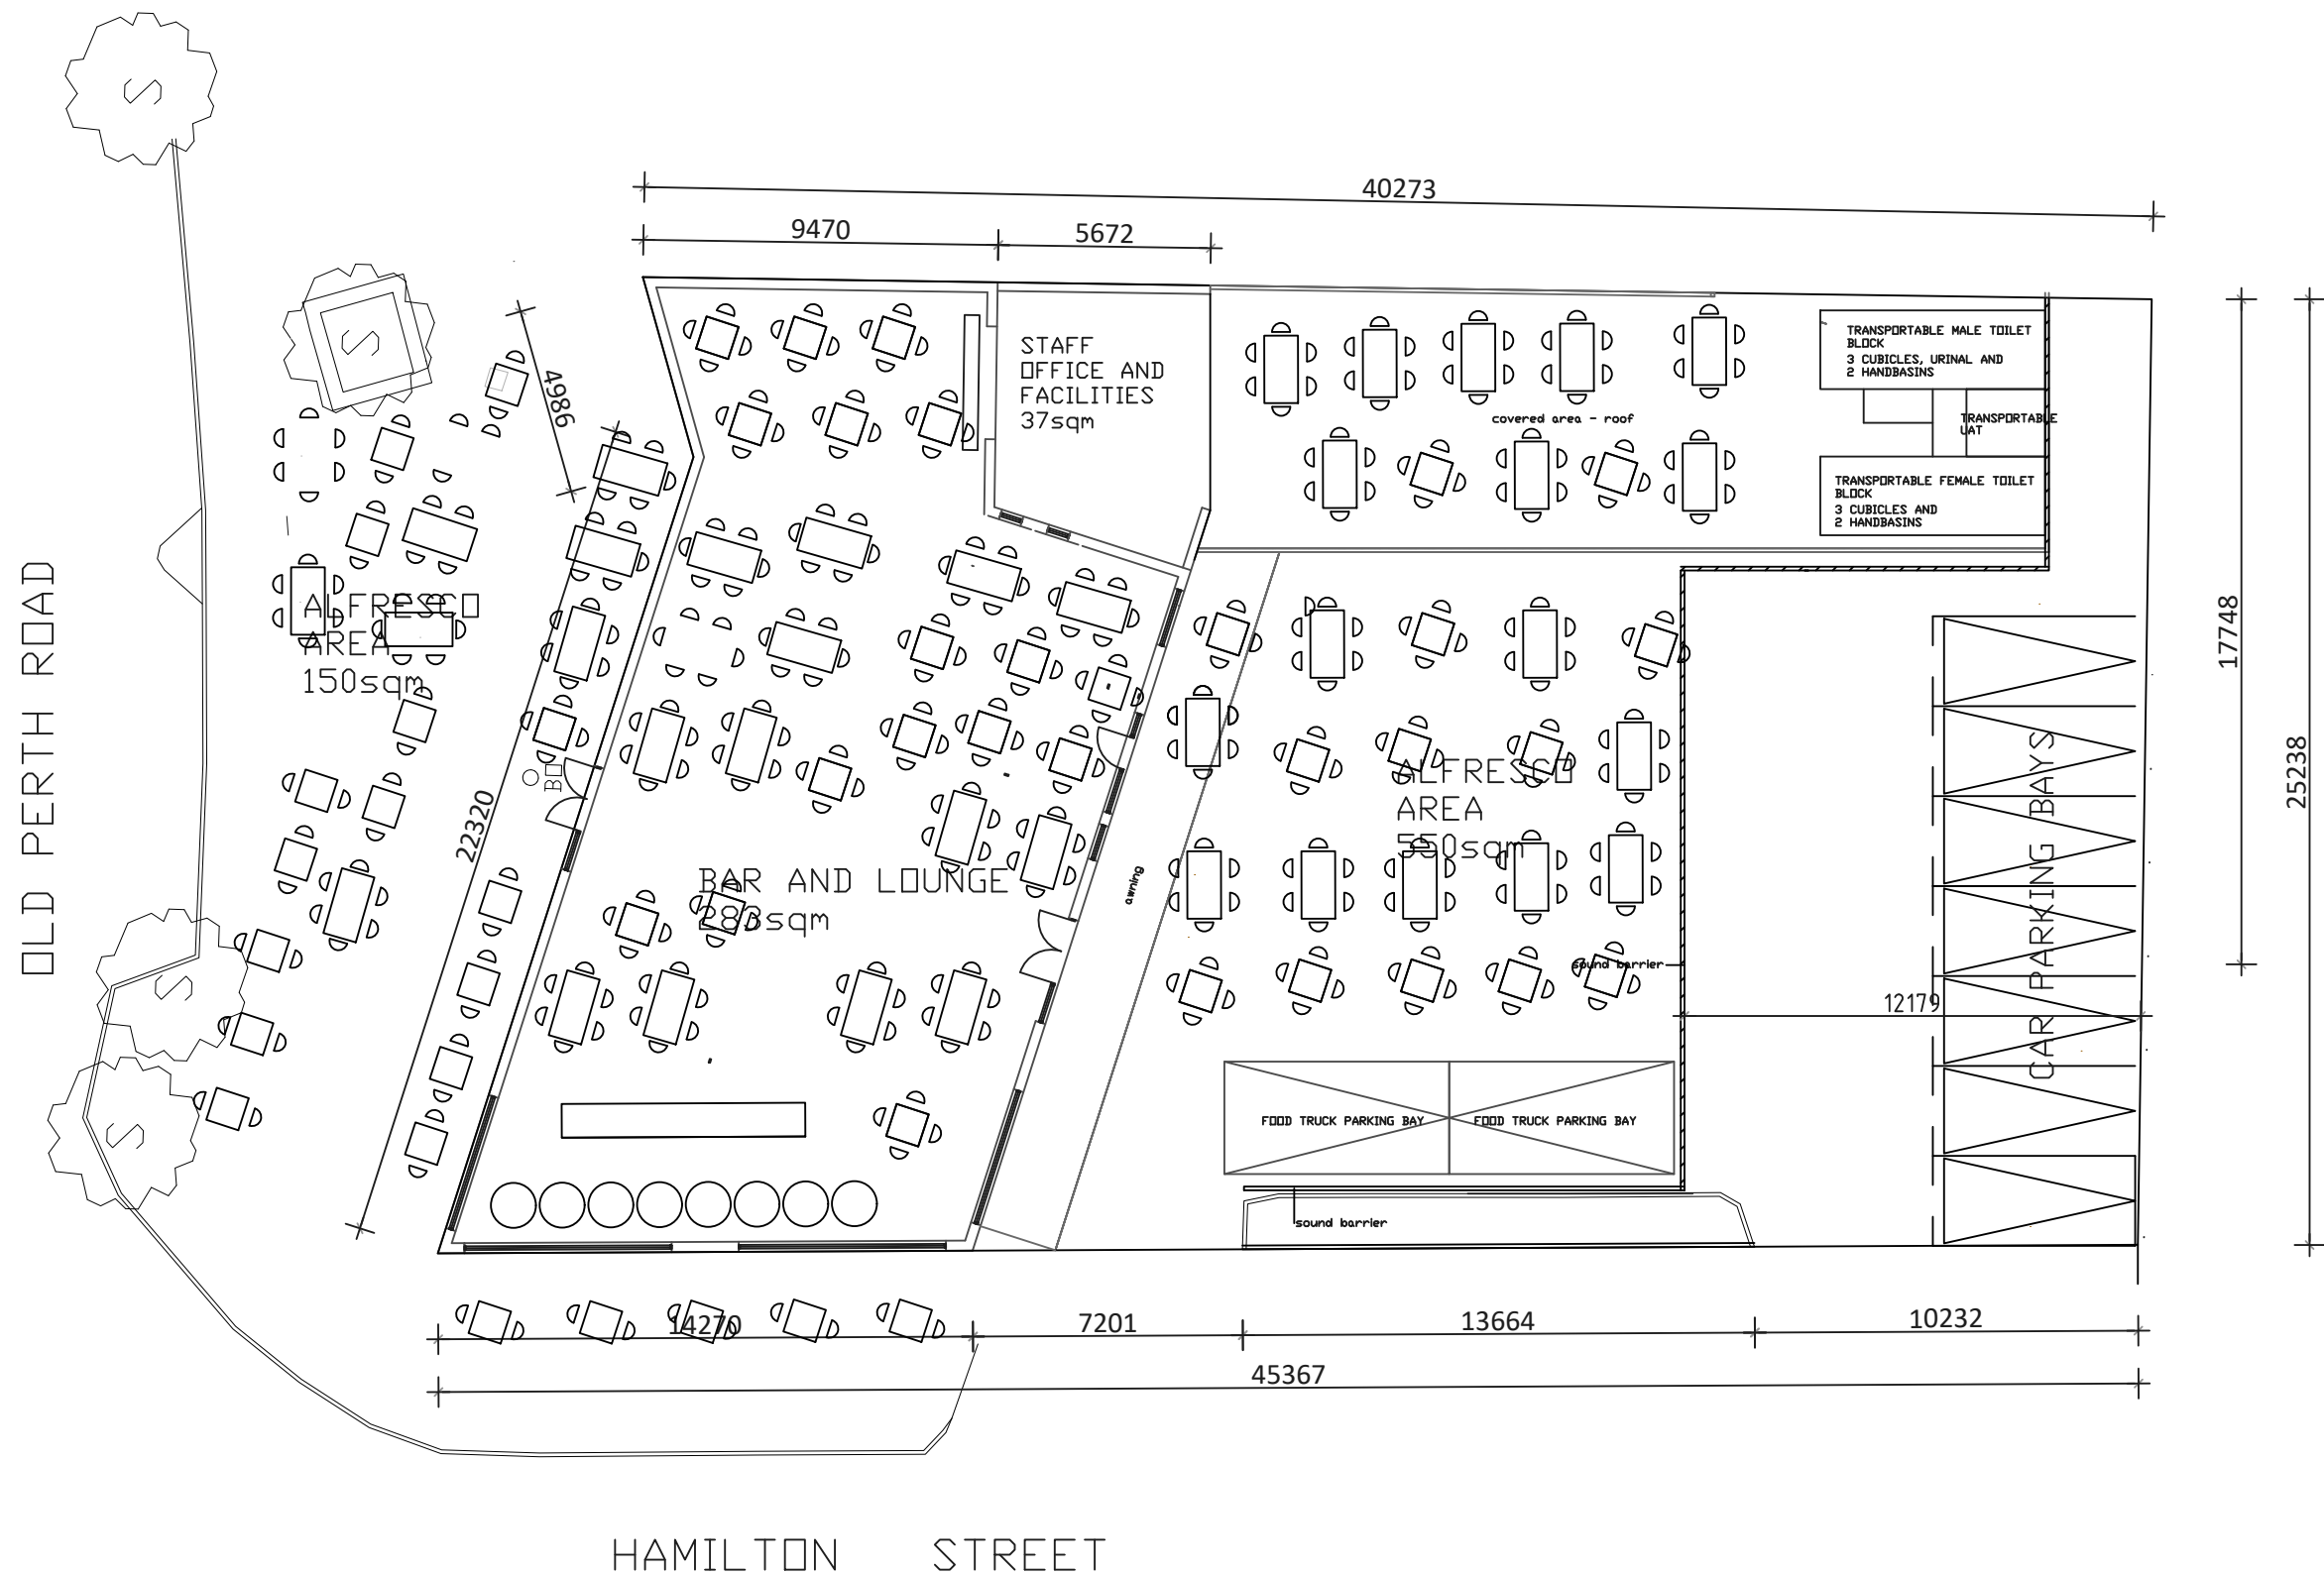 40273
9470
5672
STAFF
OFFICE AND
FACILITIES
37sqm
TRANSPORTABLE MALE TOILET
BLOCK
3 CUBICLES, URINAL AND
2 HANDBASINS
covered area - roof
TRANSPORTABLE
UAT
TRANSPORTABLE FEMALE TOILET
BLOCK
3 CUBICLES AND
2 HANDBASINS
S
S
4986
OLD PERTH ROAD
ALFRESCO
AREA
150sqm
22320
BAR AND LOUNGE
283sqm
awning
ALFRESCO
AREA
550sqm
sound barrier
12179
CAR PARKING BAYS
17748
25238
S
S
FOOD TRUCK PARKING BAY
FOOD TRUCK PARKING BAY
sound barrier
14270
7201
13664
10232
45367
HAMILTON STREET